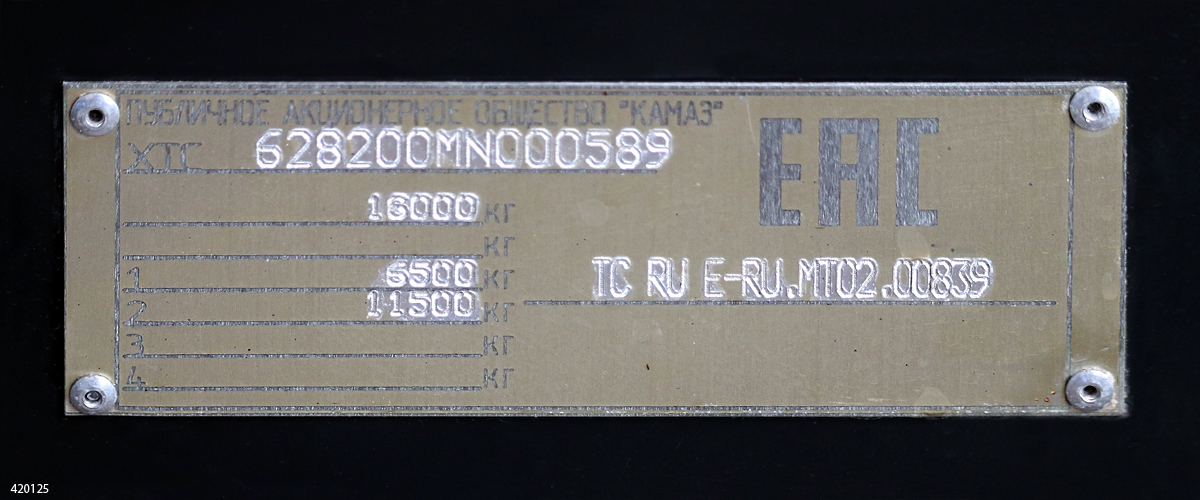 ПУБЛИЧНОЕ АКЦИОНЕРНОЕ ОБЩЕСТВО "КАМАЗ"
XTC 628200MN000589
EAC
18000 КГ
КГ
1 6500 КГ
2 11500 КГ
TC RU E-RU.MT02.00839
3 КГ
4 КГ
420125